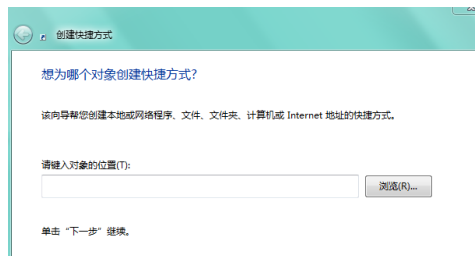 创建快捷方式
想为哪个对象创建快捷方式?
该向导帮您创建本地或网络程序、文件、文件夹、计算机或 Internet 地址的快捷方式。
请键入对象的位置(T):
浏览(R)...
单击“下一步”继续。